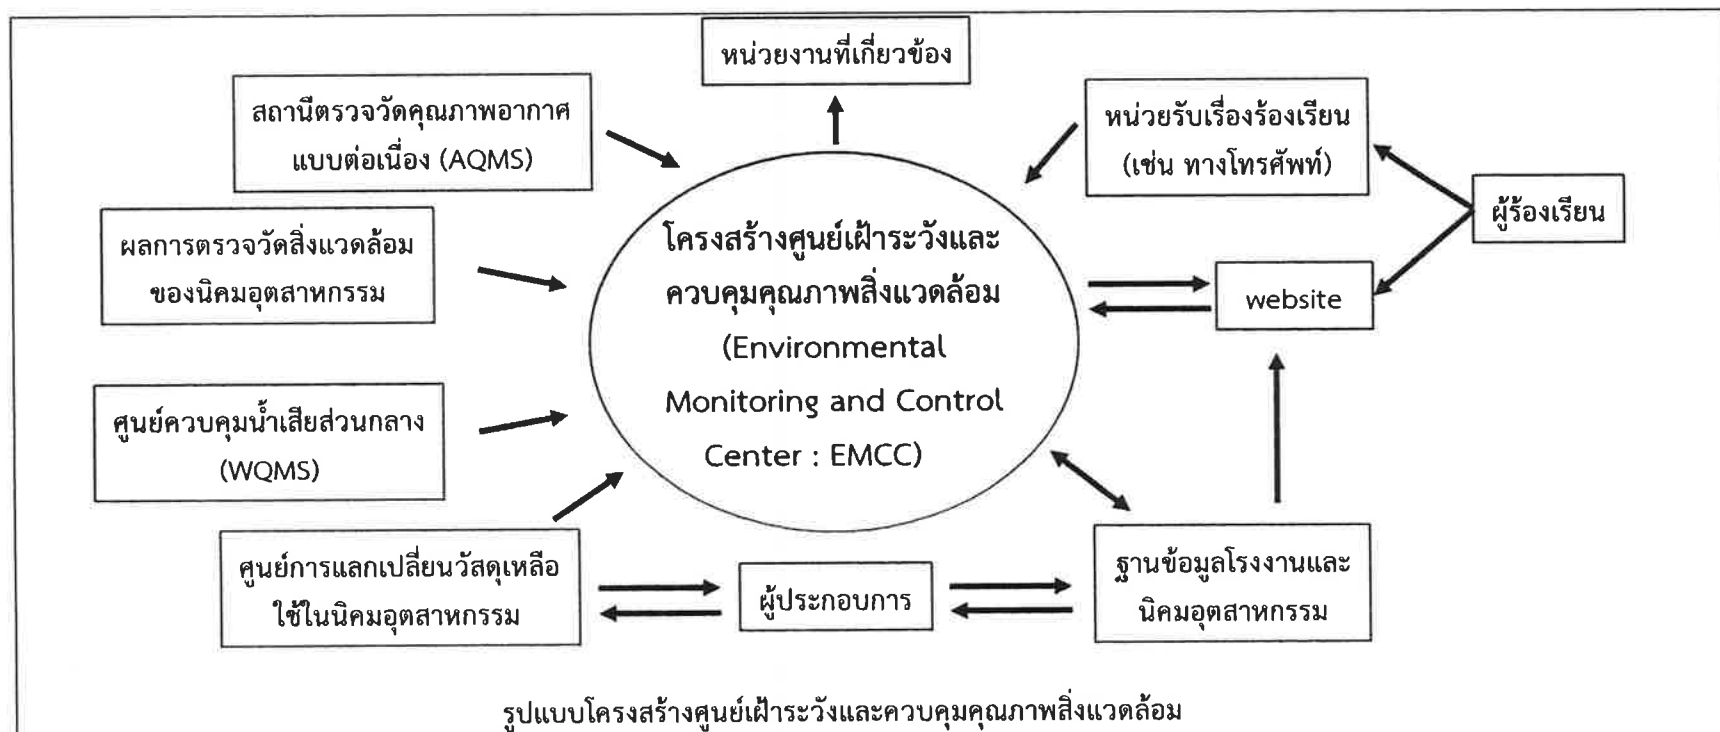 หน่วยงานที่เกี่ยวข้อง
สถานีตรวจวัดคุณภาพอากาศ
แบบต่อเนื่อง (AQMS)
หน่วยรับเรื่องร้องเรียน
(เช่น ทางโทรศัพท์)
ผู้ร้องเรียน
ผลการตรวจวัดสิ่งแวดล้อม
ของนิคมอุตสาหกรรม
โครงสร้างศูนย์เฝ้าระวังและ
ควบคุมคุณภาพสิ่งแวดล้อม
(Environmental
Monitoring and Control
Center : EMCC)
website
ศูนย์ควบคุมน้ำเสียส่วนกลาง
(WQMS)
ศูนย์การแลกเปลี่ยนวัสดุเหลือ
ใช้ในนิคมอุตสาหกรรม
ผู้ประกอบการ
ฐานข้อมูลโรงงานและ
นิคมอุตสาหกรรม
รูปแบบโครงสร้างศูนย์เฝ้าระวังและควบคุมคุณภาพสิ่งแวดล้อม